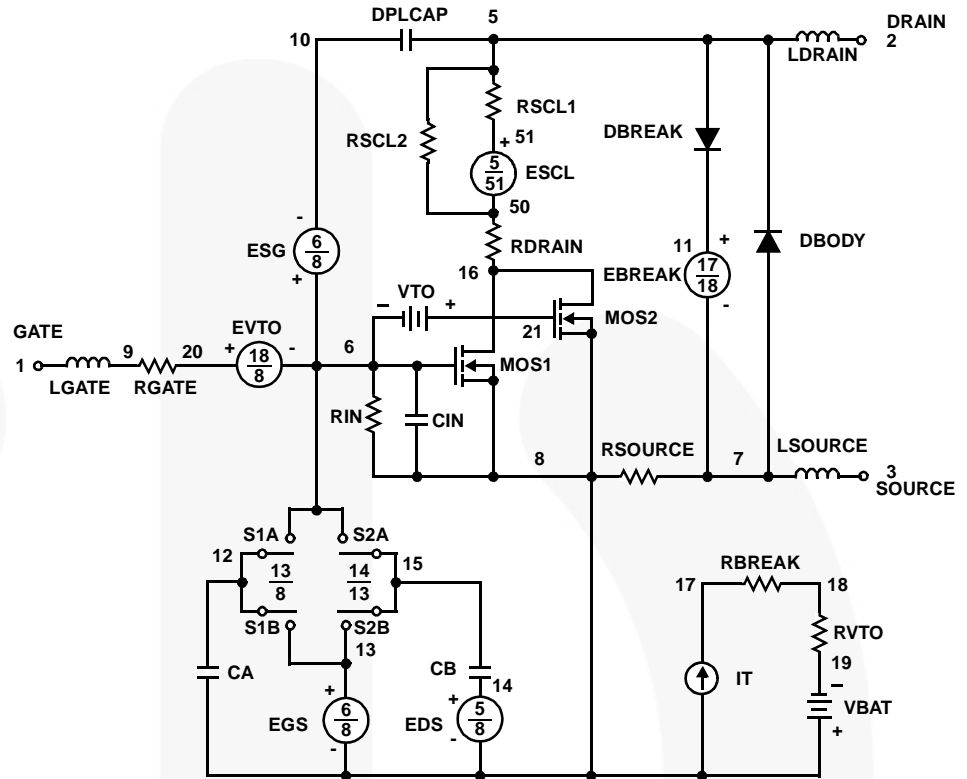 DPLCAP
5
DRAIN
10
2
LDRAIN
RSCL1
DBREAK
RSCL2
+ 51
5
51
ESCL
50
-
RDRAIN
DBODY
ESG
6
8
+
11
+
16
EBREAK
17
18
VTO
-
- +
MOS2
21
GATE
EVTO
1
9
20
+
18
8
-
6
MOS1
LGATE
RGATE
RIN
CIN
LSOURCE
RSOURCE
8
7
3
SOURCE
S1A
S2A
12
13
8
14
13
15
RBREAK
17
18
S1B
S2B
RVTO
13
CA
CB
19
IT
14
-
+
+
VBAT
EGS
6
8
EDS
5
8
+
-
-